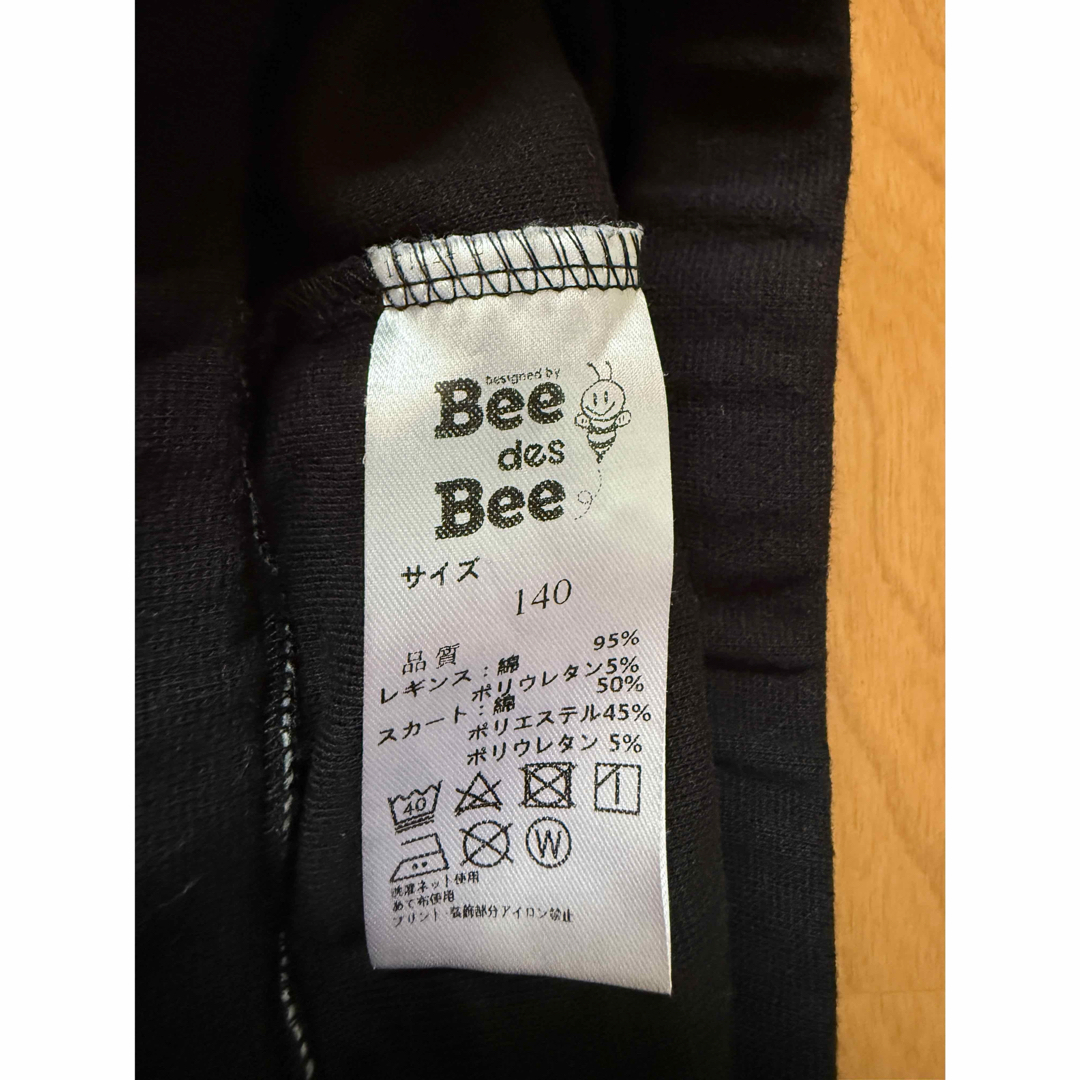 Designed by
Bee
des
Bee
サイズ
140
品質
レギンス:綿 95%
ポリウレタン5%
スカート:綿 50%
ポリエステル45%
ポリウレタン 5%
40
W
洗濯ネット使用
あて布使用
プリント・装飾部分アイロン禁止